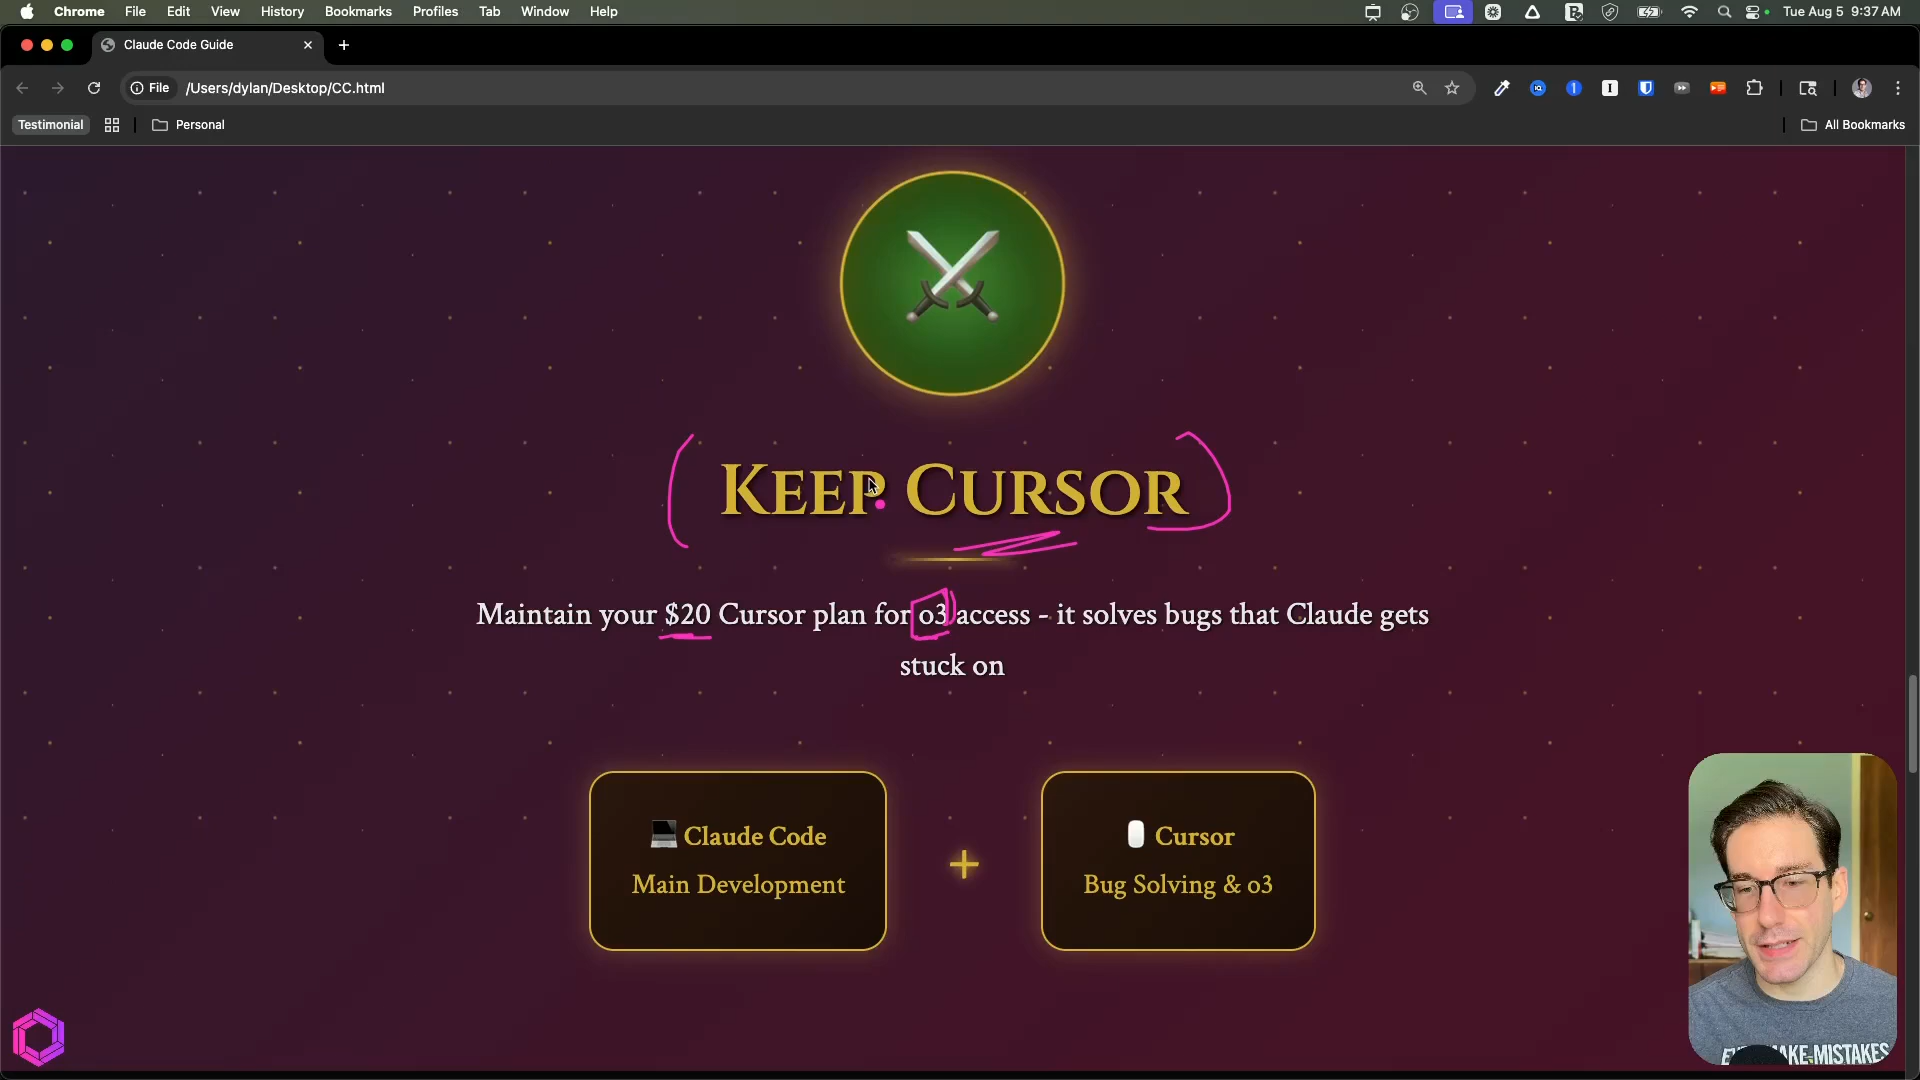 Chrome File Edit View History Bookmarks Profiles Tab Window Help Tue Aug 5 9:37 AM
Claude Code Guide
File /Users/dylan/Desktop/CC.html
Testimonial Personal All Bookmarks
KEEP CURSOR
Maintain your $20 Cursor plan for o3 access - it solves bugs that Claude gets
stuck on
Claude Code
Main Development
+
Cursor
Bug Solving & o3
MAKE MISTAKES